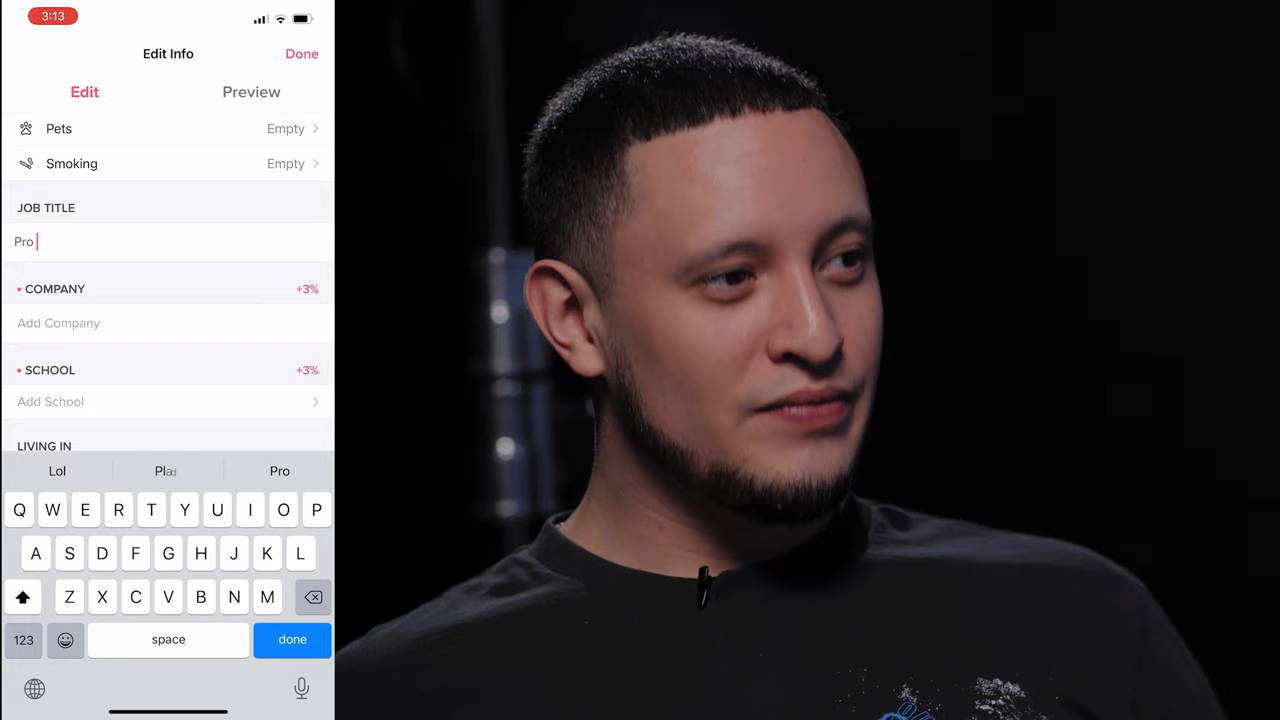 3:13
Edit Info
Done
Edit
Preview
Pets
Empty
Smoking
Empty
JOB TITLE
Pro
COMPANY
+3%
Add Company
SCHOOL
+3%
Add School
LIVING IN
Lol
Pro
Q W E R T Y U I O P
A S D F G H J K L
Z X C V B N M
123
space
done